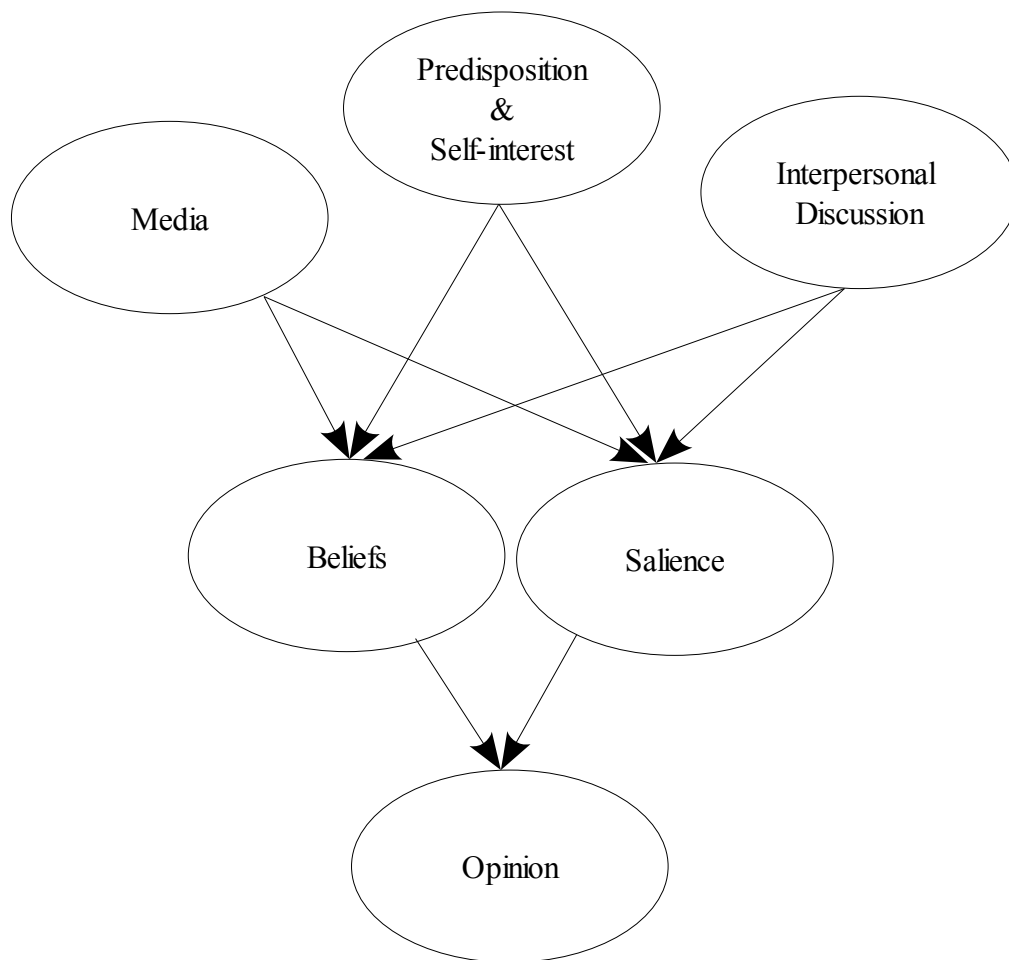 Predisposition
&
Self-interest
Interpersonal
Discussion
Media
Beliefs
Salience
Opinion